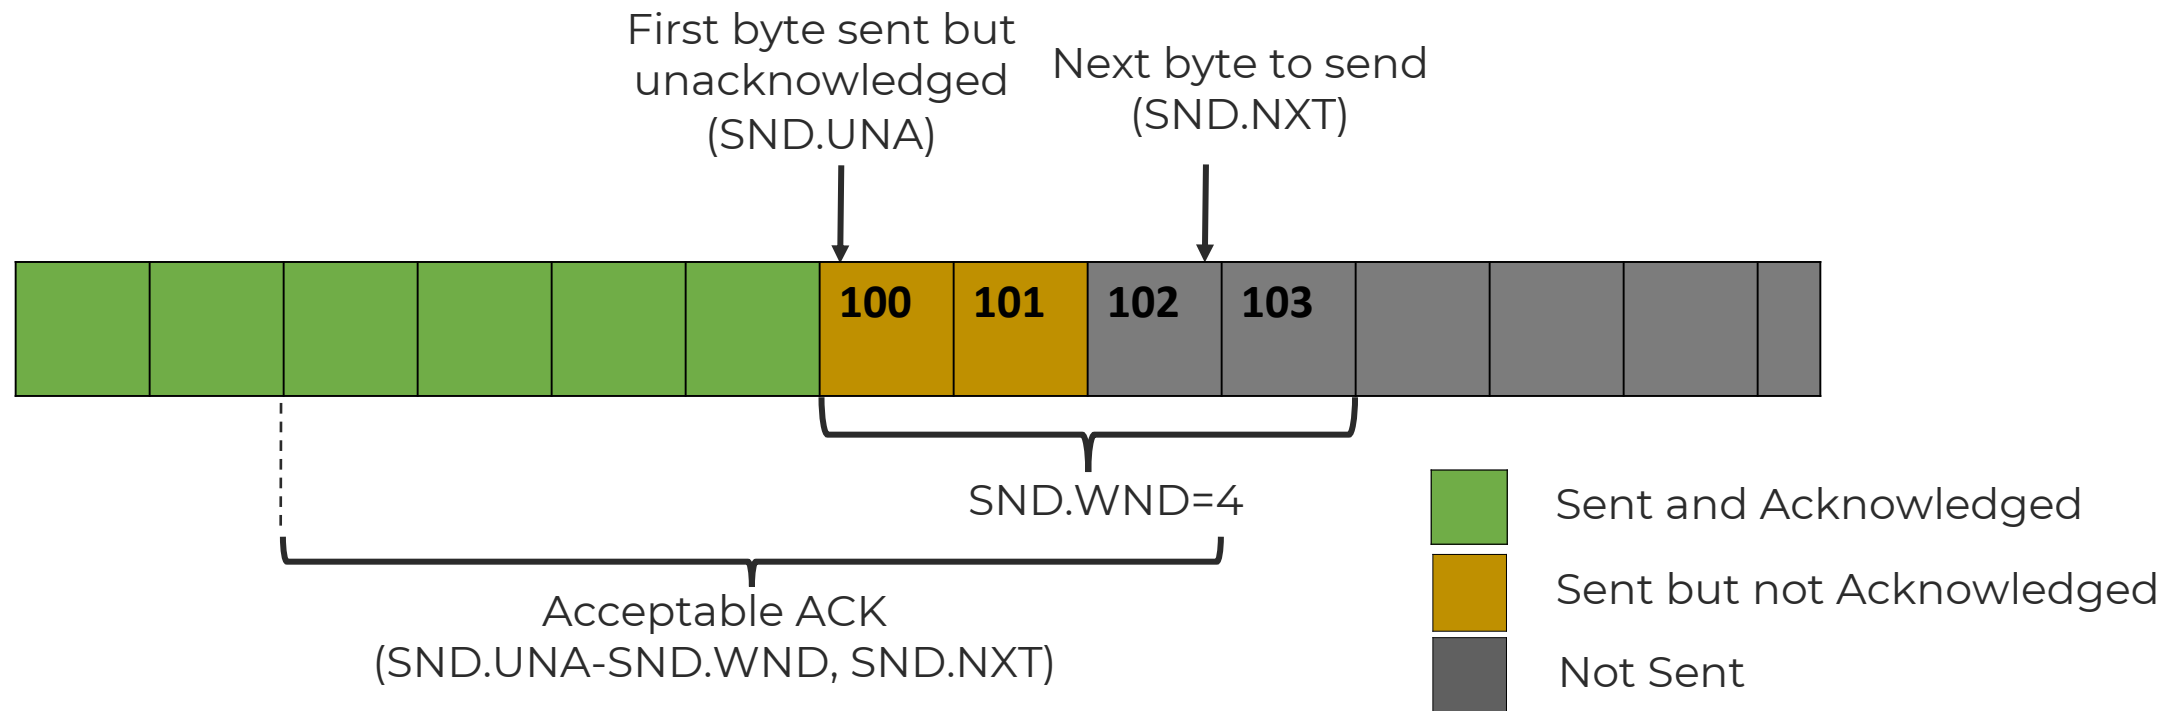 First byte sent but
unacknowledged
(SND.UNA)
Next byte to send
(SND.NXT)
100 101 102 103
SND.WND=4
Acceptable ACK
(SND.UNA-SND.WND, SND.NXT)
Sent and Acknowledged
Sent but not Acknowledged
Not Sent